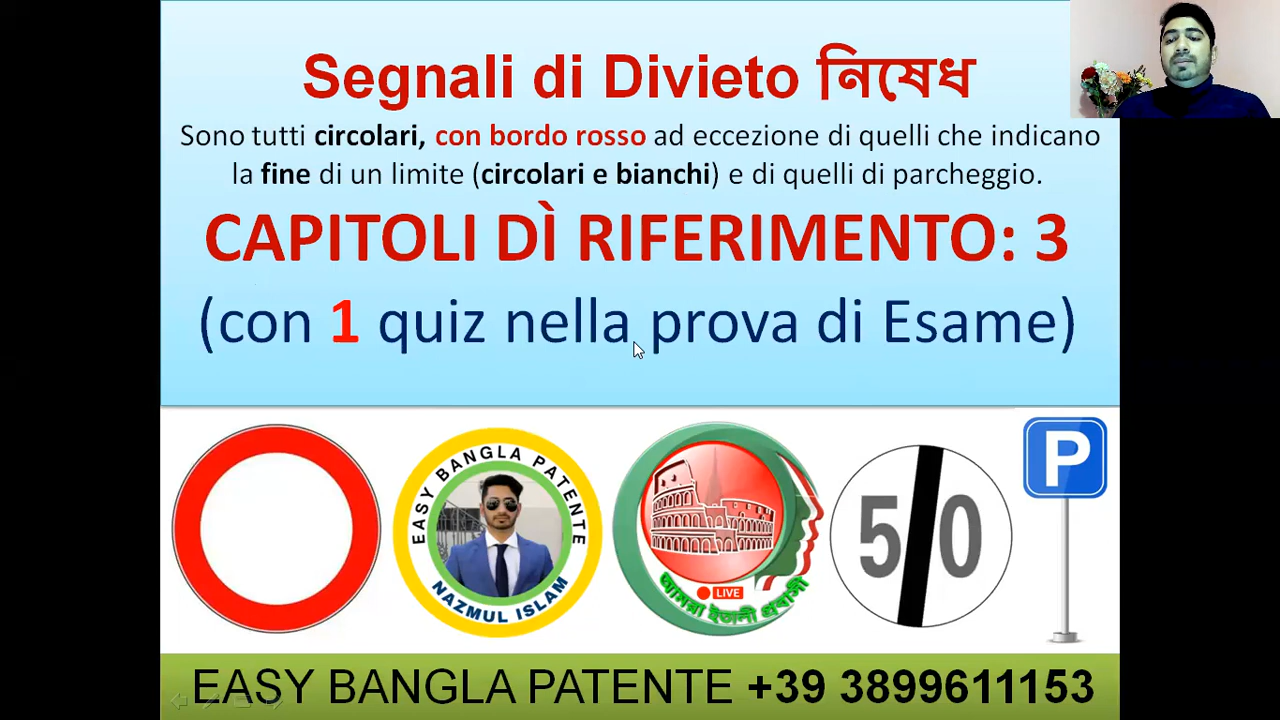 Segnali di Divieto নিষেধ
Sono tutti circolari, con bordo rosso ad eccezione di quelli che indicano
la fine di un limite (circolari e bianchi) e di quelli di parcheggio.
CAPITOLI DÌ RIFERIMENTO: 3
(con 1 quiz nella prova di Esame)
EASY BANGLA PATENTE
NAZMUL ISLAM
LIVE
আমরা ইতালী প্রবাসী
50
P
EASY BANGLA PATENTE +39 3899611153